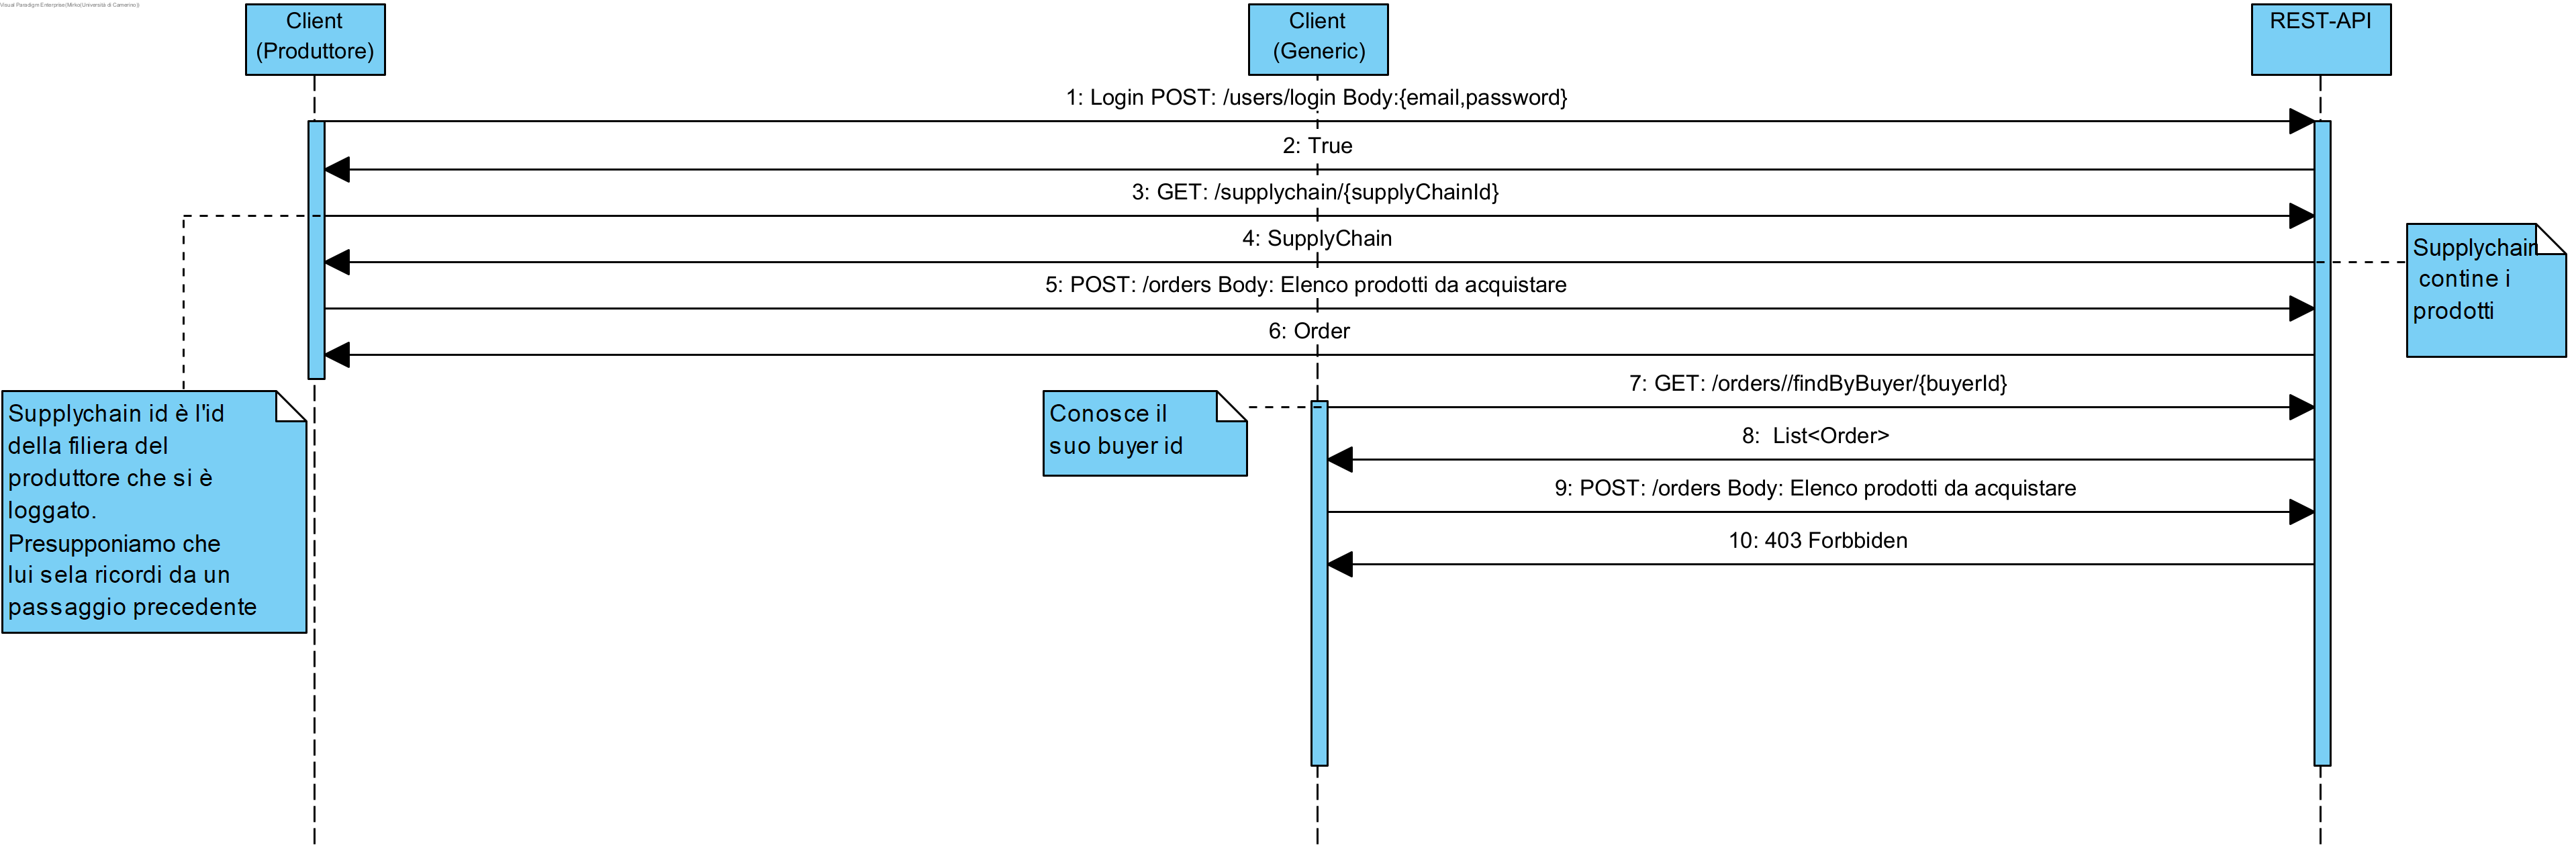 Visual Paradigm Enterprise(Mirko(Università di Camerino))
Client
(Produttore)
Client
(Generic)
REST-API
1: Login POST: /users/login Body:{email,password}
2: True
3: GET: /supplychain/{supplyChainId}
4: SupplyChain
Supplychain
contine i
prodotti
5: POST: /orders Body: Elenco prodotti da acquistare
6: Order
7: GET: /orders//findByBuyer/{buyerId}
Supplychain id è l'id
della filiera del
produttore che si è
loggato.
Presupponiamo che
lui sela ricordi da un
passaggio precedente
Conosce il
suo buyer id
8: List<Order>
9: POST: /orders Body: Elenco prodotti da acquistare
10: 403 Forbbiden